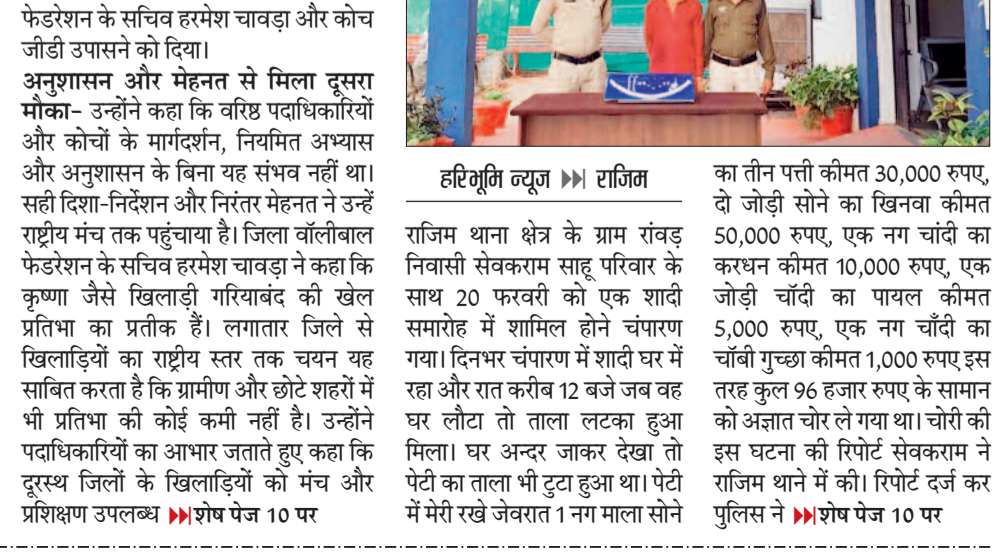 फेडरेशन के सचिव हरमेश चावड़ा और कोच
जीडी उपासने को दिया।
अनुशासन और मेहनत से मिला दूसरा
मौका- उन्होंने कहा कि वरिष्ठ पदाधिकारियों
और कोचों के मार्गदर्शन, नियमित अभ्यास
और अनुशासन के बिना यह संभव नहीं था।
सही दिशा-निर्देशन और निरंतर मेहनत ने उन्हें
राष्ट्रीय मंच तक पहुंचाया है। जिला वॉलीबाल
फेडरेशन के सचिव हरमेश चावड़ा ने कहा कि
कृष्णा जैसे खिलाड़ी गरियाबंद की खेल
प्रतिभा का प्रतीक हैं। लगातार जिले से
खिलाड़ियों का राष्ट्रीय स्तर तक चयन यह
साबित करता है कि ग्रामीण और छोटे शहरों में
भी प्रतिभा की कोई कमी नहीं है। उन्होंने
पदाधिकारियों का आभार जताते हुए कहा कि
दूरस्थ जिलों के खिलाड़ियों को मंच और
प्रशिक्षण उपलब्ध शेष पेज 10 पर
हरिभूमि न्यूज राजिम
राजिम थाना क्षेत्र के ग्राम रांवड़
निवासी सेवकराम साहू परिवार के
साथ 20 फरवरी को एक शादी
समारोह में शामिल होने चंपारण
गया। दिनभर चंपारण में शादी घर में
रहा और रात करीब 12 बजे जब वह
घर लौटा तो ताला लटका हुआ
मिला। घर अन्दर जाकर देखा तो
पेटी का ताला भी टुटा हुआ था। पेटी
में मेरी रखे जेवरात 1 नग माला सोने
का तीन पत्ती कीमत 30,000 रुपए,
दो जोड़ी सोने का खिनवा कीमत
50,000 रुपए, एक नग चांदी का
करधन कीमत 10,000 रुपए, एक
जोड़ी चॉदी का पायल कीमत
5,000 रुपए, एक नग चाँदी का
चॉबी गुच्छा कीमत 1,000 रुपए इस
तरह कुल 96 हजार रुपए के सामान
को अज्ञात चोर ले गया था। चोरी की
इस घटना की रिपोर्ट सेवकराम ने
राजिम थाने में की। रिपोर्ट दर्ज कर
पुलिस ने शेष पेज 10 पर